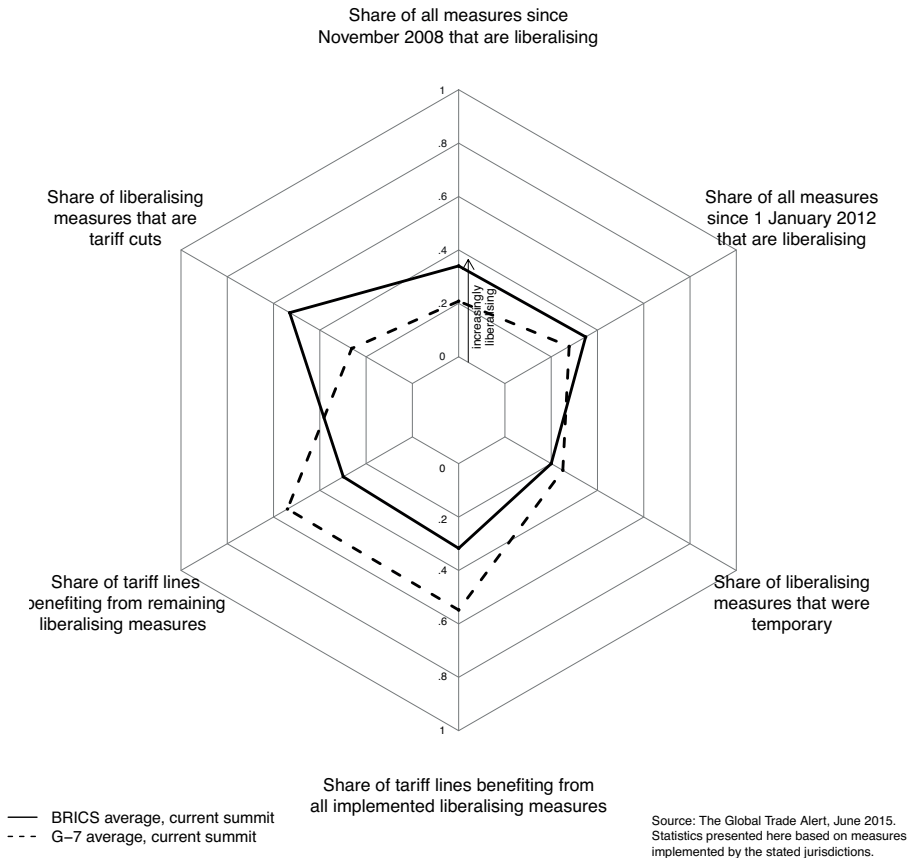 Share of all measures since
November 2008 that are liberalising
1
.8
.6
.4
.2
0
increasingly
liberalising
Share of liberalising
measures that are
tariff cuts
Share of all measures
since 1 January 2012
that are liberalising
0
.2
.4
.6
.8
1
Share of tariff lines
benefiting from remaining
liberalising measures
Share of liberalising
measures that were
temporary
Share of tariff lines benefiting from
all implemented liberalising measures
BRICS average, current summit
G−7 average, current summit
Source: The Global Trade Alert, June 2015.
Statistics presented here based on measures
implemented by the stated jurisdictions.